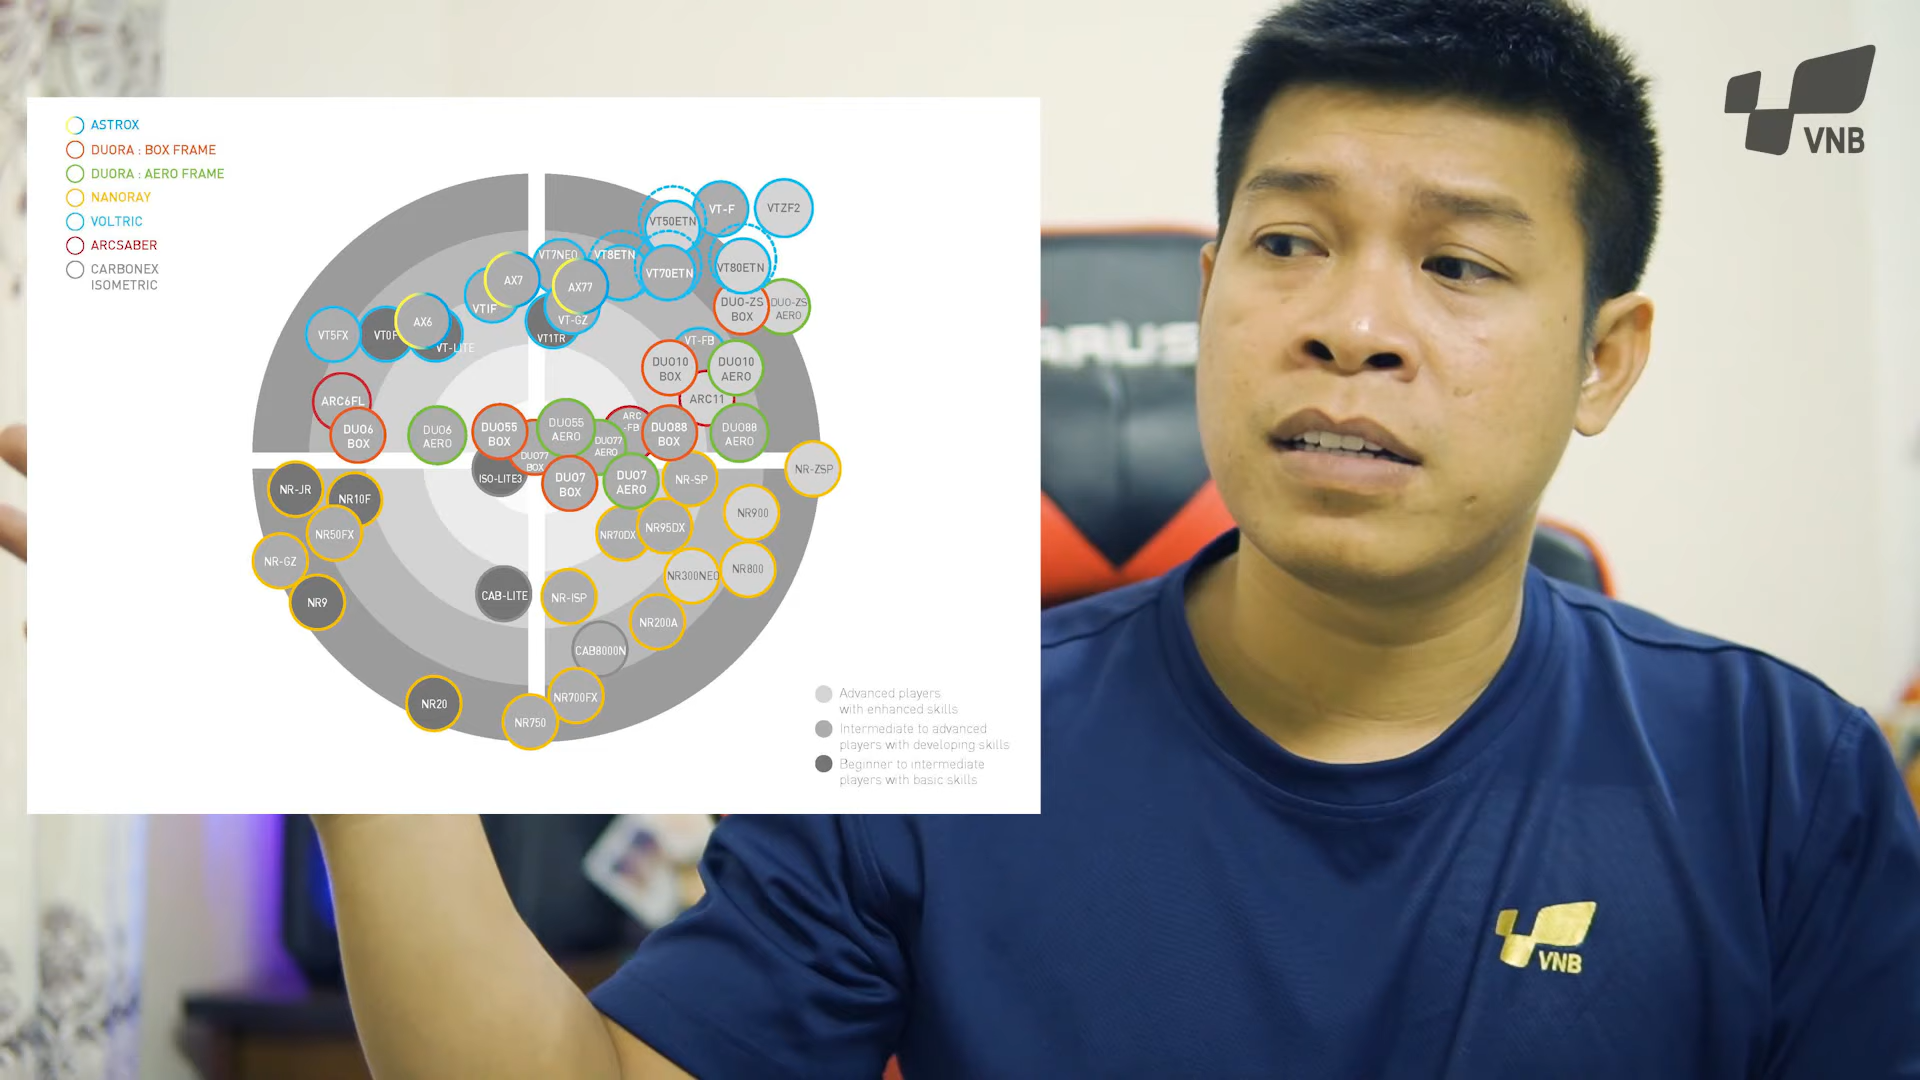 ASTROX
DUORA : BOX FRAME
DUORA : AERO FRAME
NANORAY
VOLTRIC
ARCSABER
CARBONEX
ISOMETRIC
VNB
VT50ETN
VT-F
VTZF2
VT7NEO
VT8ETN
VT70ETN
VT80ETN
AX7
AX77
VT1F
VT-GZ
VT1TR
DUO-ZS
BOX
DUO-ZS
AERO
VT5FX
VT0F
AX6
VT-LITE
VT-FB
DUO10
BOX
DUO10
AERO
ARC6FL
ARC11
DUO6
BOX
DUO6
AERO
DUO55
BOX
DUO55
AERO
ARC
-FB
DUO88
BOX
DUO88
AERO
DUO77
BOX
DUO77
AERO
ISO-LITE3
DUO7
BOX
DUO7
AERO
NR-SP
NR-ZSP
NR-JR
NR10F
NR50FX
NR70DX
NR95DX
NR900
NR-GZ
NR300NEO
NR800
NR9
CAB-LITE
NR-ISP
NR200A
CAB8000N
NR20
NR750
NR700FX
Advanced players
with enhanced skills
Intermediate to advanced
players with developing skills
Beginner to intermediate
players with basic skills
VNB